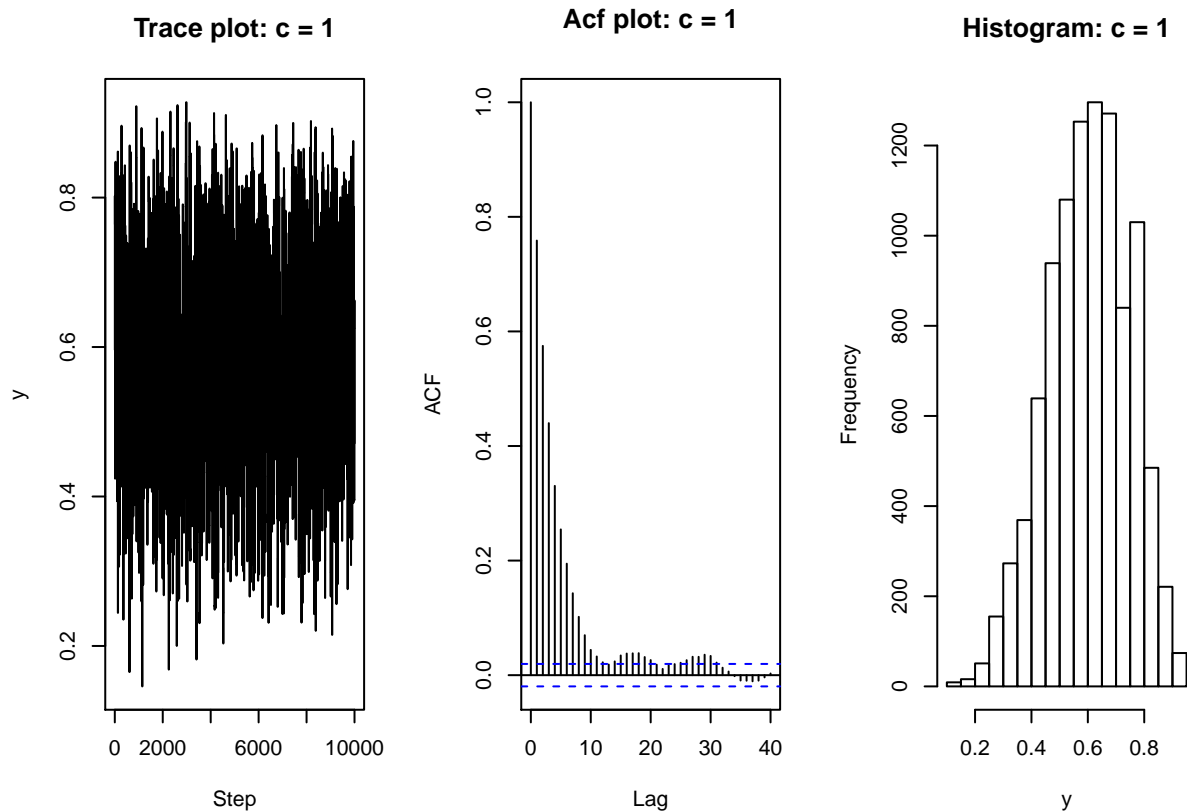 Trace plot: c = 1
y
0.8
0.6
0.4
0.2
0 2000 6000 10000
Step
Acf plot: c = 1
ACF
1.0
0.8
0.6
0.4
0.2
0.0
0 10 20 30 40
Lag
Histogram: c = 1
Frequency
1200
1000
800
600
400
200
0
0.2 0.4 0.6 0.8
y